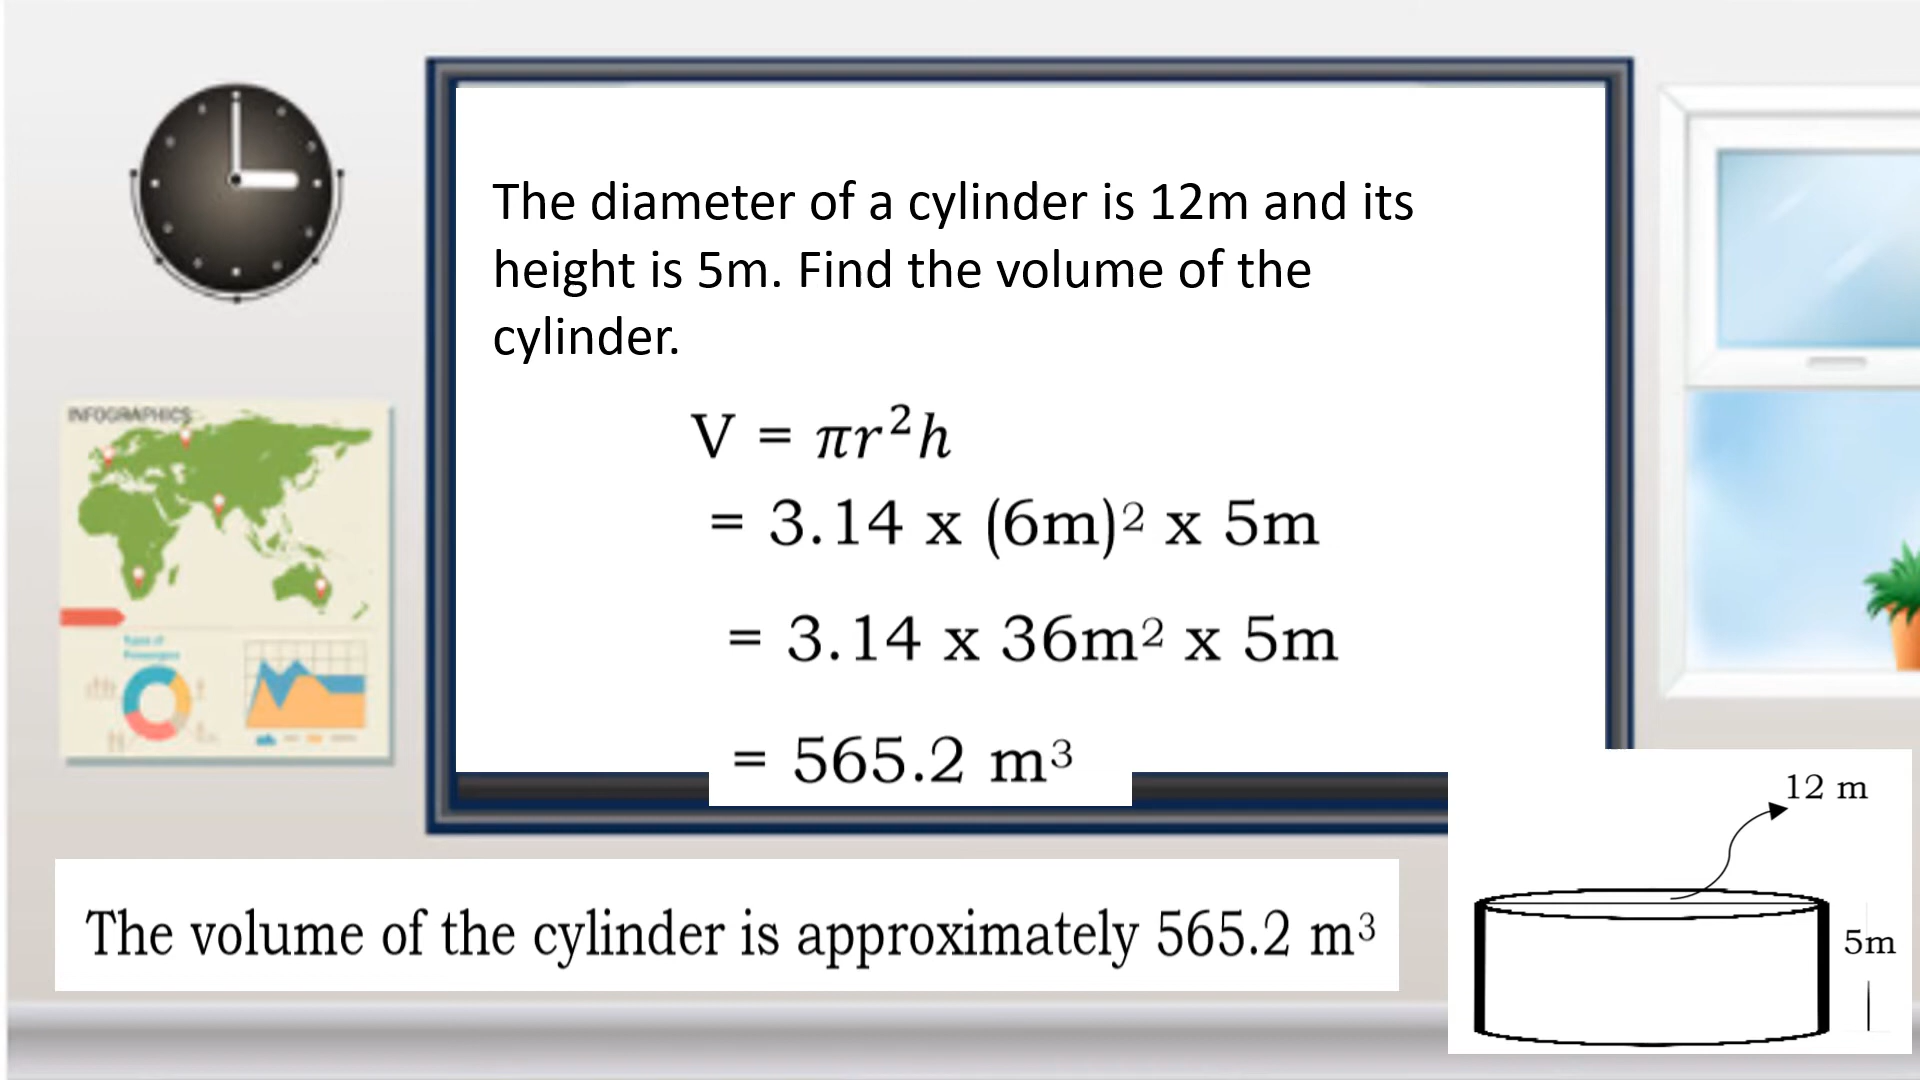 The diameter of a cylinder is 12m and its
height is 5m. Find the volume of the
cylinder.
V = πr²h
= 3.14 x (6m)² x 5m
= 3.14 x 36m² x 5m
= 565.2 m³
INFOGRAPHICS
Types of
The volume of the cylinder is approximately 565.2 m³
12 m
5m